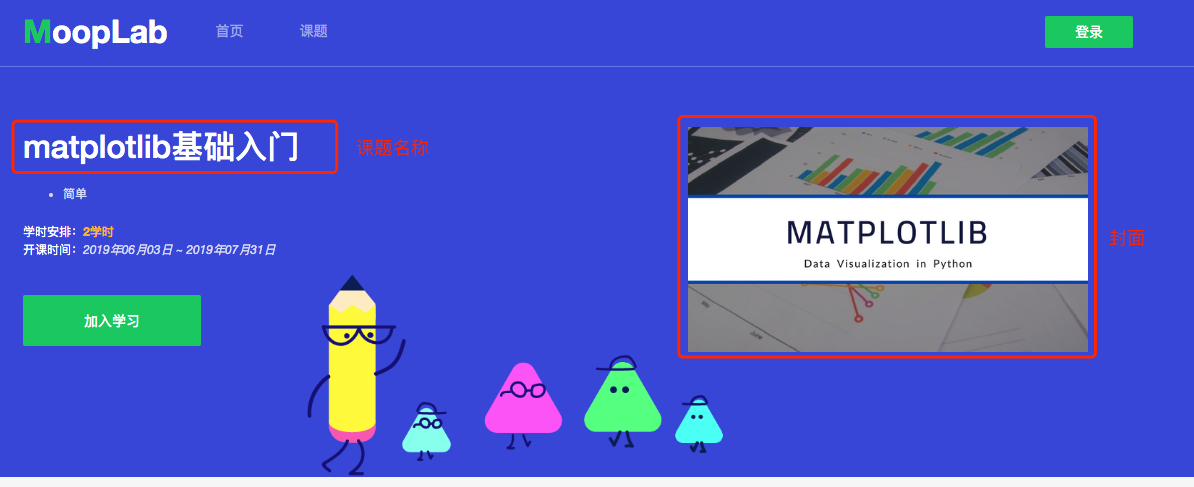 MoopLab
首页
课题
登录
matplotlib基础入门
课题名称
简单
学时安排：2学时
开课时间：2019年06月03日 ~ 2019年07月31日
加入学习
MATPLOTLIB
Data Visualization in Python
封面